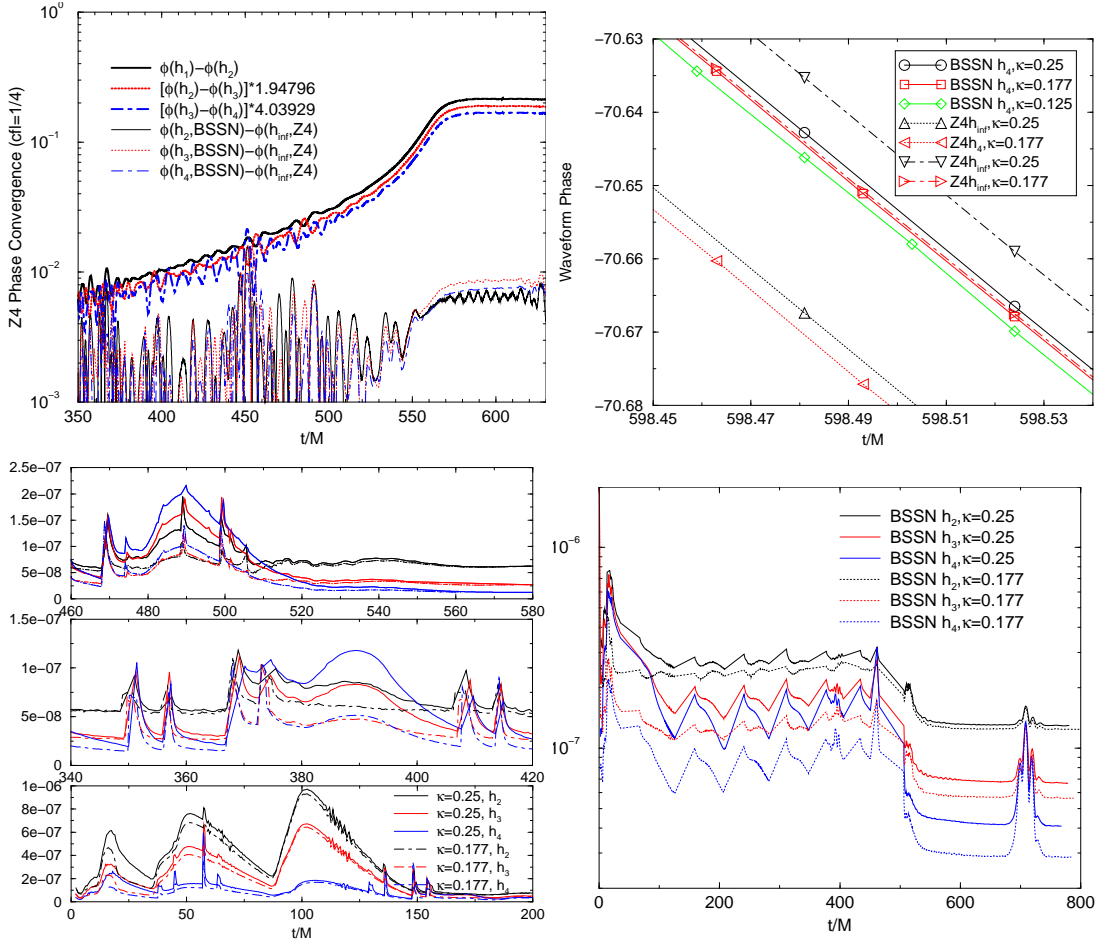 10⁰
10⁻¹
10⁻²
10⁻³
Z4 Phase Convergence (cfl=1/4)
ϕ(h₁)−ϕ(h₂)
[ϕ(h₂)−ϕ(h₃)]*1.94796
[ϕ(h₃)−ϕ(h₄)]*4.03929
ϕ(h₂,BSSN)−ϕ(h_inf,Z4)
ϕ(h₃,BSSN)−ϕ(h_inf,Z4)
ϕ(h₄,BSSN)−ϕ(h_inf,Z4)
350 400 450 500 550 600
t/M
−70.63
−70.64
−70.65
−70.66
−70.67
−70.68
Waveform Phase
BSSN h₄,κ=0.25
BSSN h₄,κ=0.177
BSSN h₄,κ=0.125
Z4h_inf,κ=0.25
Z4h₄,κ=0.177
Z4h_inf,κ=0.25
Z4h_inf,κ=0.177
598.45 598.47 598.49 598.51 598.53
t/M
2.5e−07
2e−07
1.5e−07
1e−07
5e−08
0
460 480 500 520 540 560 580
1.5e−07
1e−07
5e−08
0
340 360 380 400 420
1e−06
8e−07
6e−07
4e−07
2e−07
0
κ=0.25, h₂
κ=0.25, h₃
κ=0.25, h₄
κ=0.177, h₂
κ=0.177, h₃
κ=0.177, h₄
0 50 100 150 200
t/M
10⁻⁶
10⁻⁷
BSSN h₂,κ=0.25
BSSN h₃,κ=0.25
BSSN h₄,κ=0.25
BSSN h₂,κ=0.177
BSSN h₃,κ=0.177
BSSN h₄,κ=0.177
0 200 400 600 800
t/M